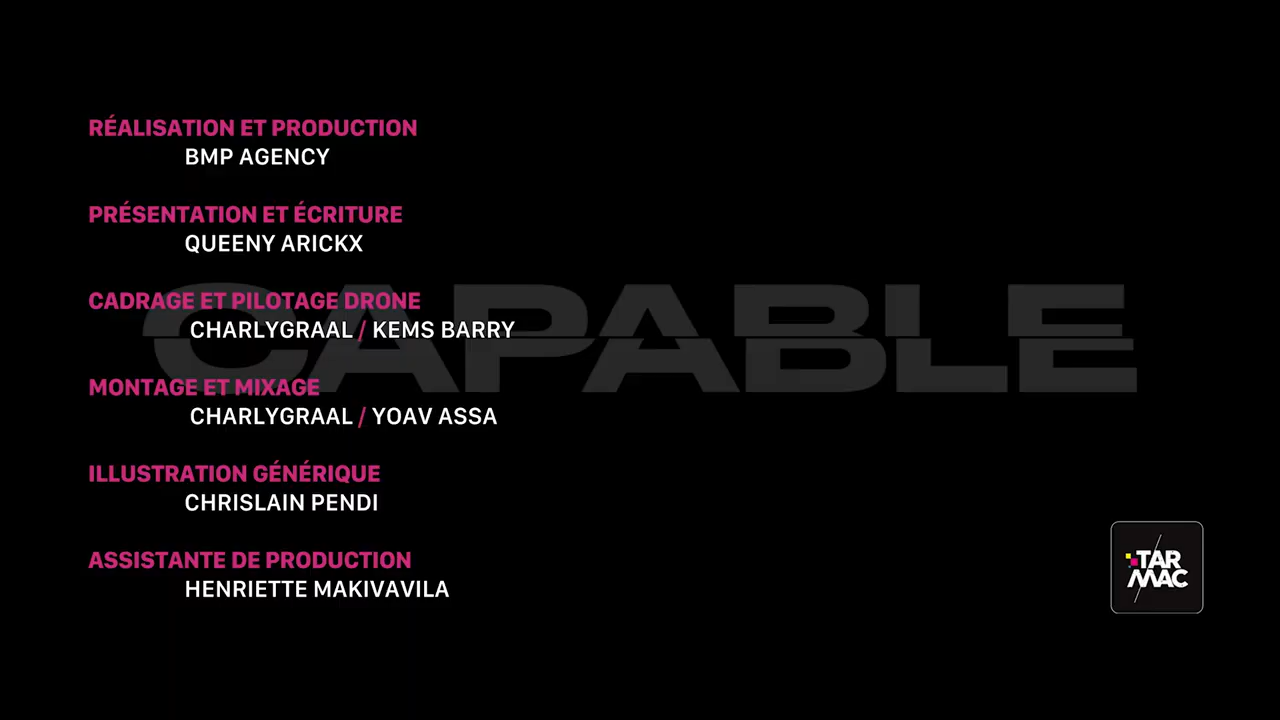 RÉALISATION ET PRODUCTION
BMP AGENCY
PRÉSENTATION ET ÉCRITURE
QUEENY ARICKX
CADRAGE ET PILOTAGE DRONE
CHARLYGRAAL / KEMS BARRY
CAPABLE
MONTAGE ET MIXAGE
CHARLYGRAAL / YOAV ASSA
ILLUSTRATION GÉNÉRIQUE
CHRISLAIN PENDI
ASSISTANTE DE PRODUCTION
HENRIETTE MAKIVAVILA
TAR
MAC